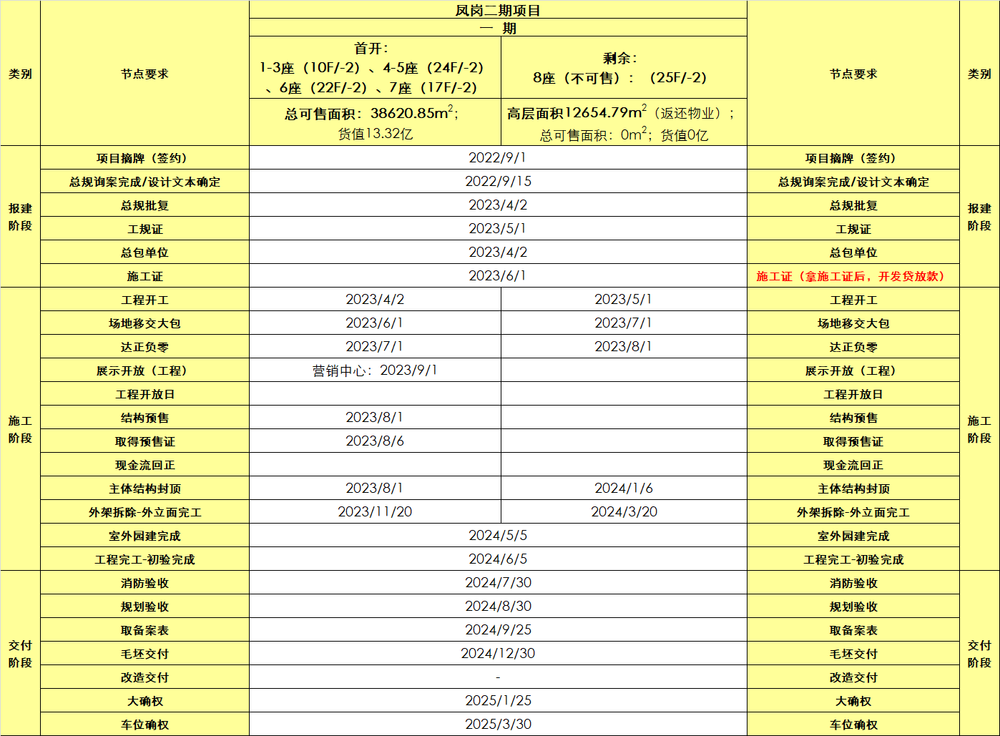 类别
节点要求
凤岗二期项目
一 期
节点要求
类别
首开：
1-3座（10F/-2）、4-5座（24F/-2）
、6座（22F/-2）、7座（17F/-2）
剩余：
8座（不可售）：（25F/-2）
总可售面积：38620.85m²；
货值13.32亿
高层面积12654.79m²（返还物业）；
总可售面积：0m²；货值0亿
报建
阶段
项目摘牌（签约） 2022/9/1 项目摘牌（签约）
总规询案完成/设计文本确定 2022/9/15 总规询案完成/设计文本确定
总规批复 2023/4/2 总规批复
工规证 2023/5/1 工规证
总包单位 2023/4/2 总包单位
施工证 2023/6/1 施工证（拿施工证后，开发贷放款）
报建
阶段
施工
阶段
工程开工 2023/4/2 2023/5/1 工程开工
场地移交大包 2023/6/1 2023/7/1 场地移交大包
达正负零 2023/7/1 2023/8/1 达正负零
展示开放（工程） 营销中心：2023/9/1 展示开放（工程）
工程开放日 工程开放日
结构预售 2023/8/1 结构预售
取得预售证 2023/8/6 取得预售证
现金流回正 现金流回正
主体结构封顶 2023/8/1 2024/1/6 主体结构封顶
外架拆除-外立面完工 2023/11/20 2024/3/20 外架拆除-外立面完工
室外园建完成 2024/5/5 室外园建完成
工程完工-初验完成 2024/6/5 工程完工-初验完成
施工
阶段
交付
阶段
消防验收 2024/7/30 消防验收
规划验收 2024/8/30 规划验收
取备案表 2024/9/25 取备案表
毛坯交付 2024/12/30 毛坯交付
改造交付 - 改造交付
大确权 2025/1/25 大确权
车位确权 2025/3/30 车位确权
交付
阶段